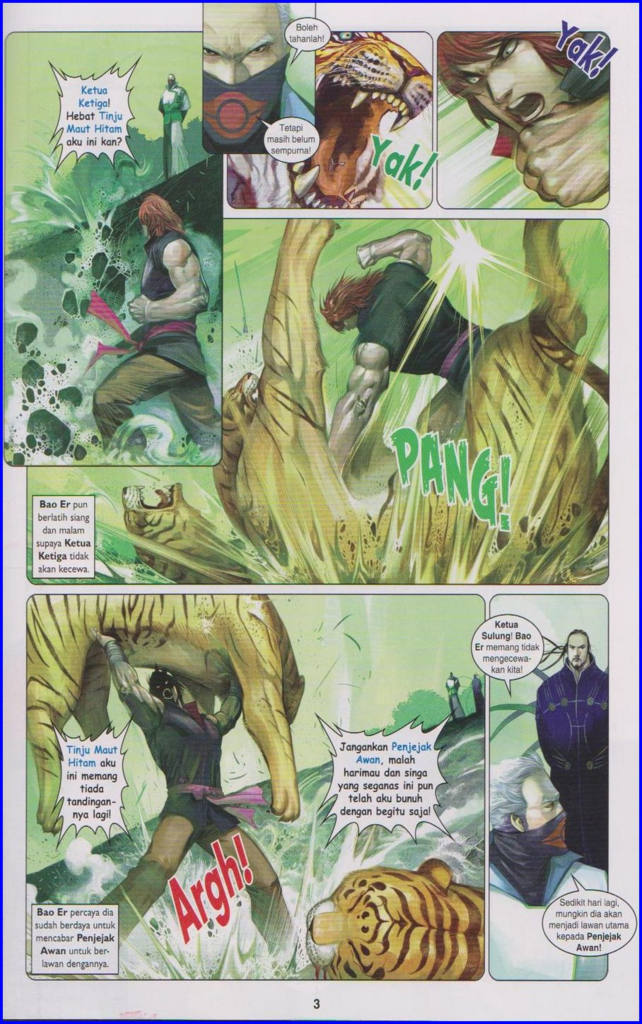 Ketua
Ketiga!
Hebat Tinju
Maut Hitam
aku ini kan?
Boleh
tahanlah!
Tetapi
masih belum
sempurna!
Yak!
Yak!
PANG!
Bao Er pun
berlatih siang
dan malam
supaya Ketua
Ketiga tidak
akan kecewa.
Tinju Maut
Hitam aku
ini memang
tiada
tandingan-
nya lagi!
Argh!
Jangankan Penjejak
Awan, malah
harimau dan singa
yang seganas ini pun
telah aku bunuh
dengan begitu saja!
Bao Er percaya dia
sudah berdaya untuk
mencabar Penjejak
Awan untuk ber-
lawan dengannya.
Ketua
Sulung! Bao
Er memang tidak
mengecewa-
kan kita!
Sedikit hari lagi,
mungkin dia akan
menjadi lawan utama
kepada Penjejak
Awan!
3